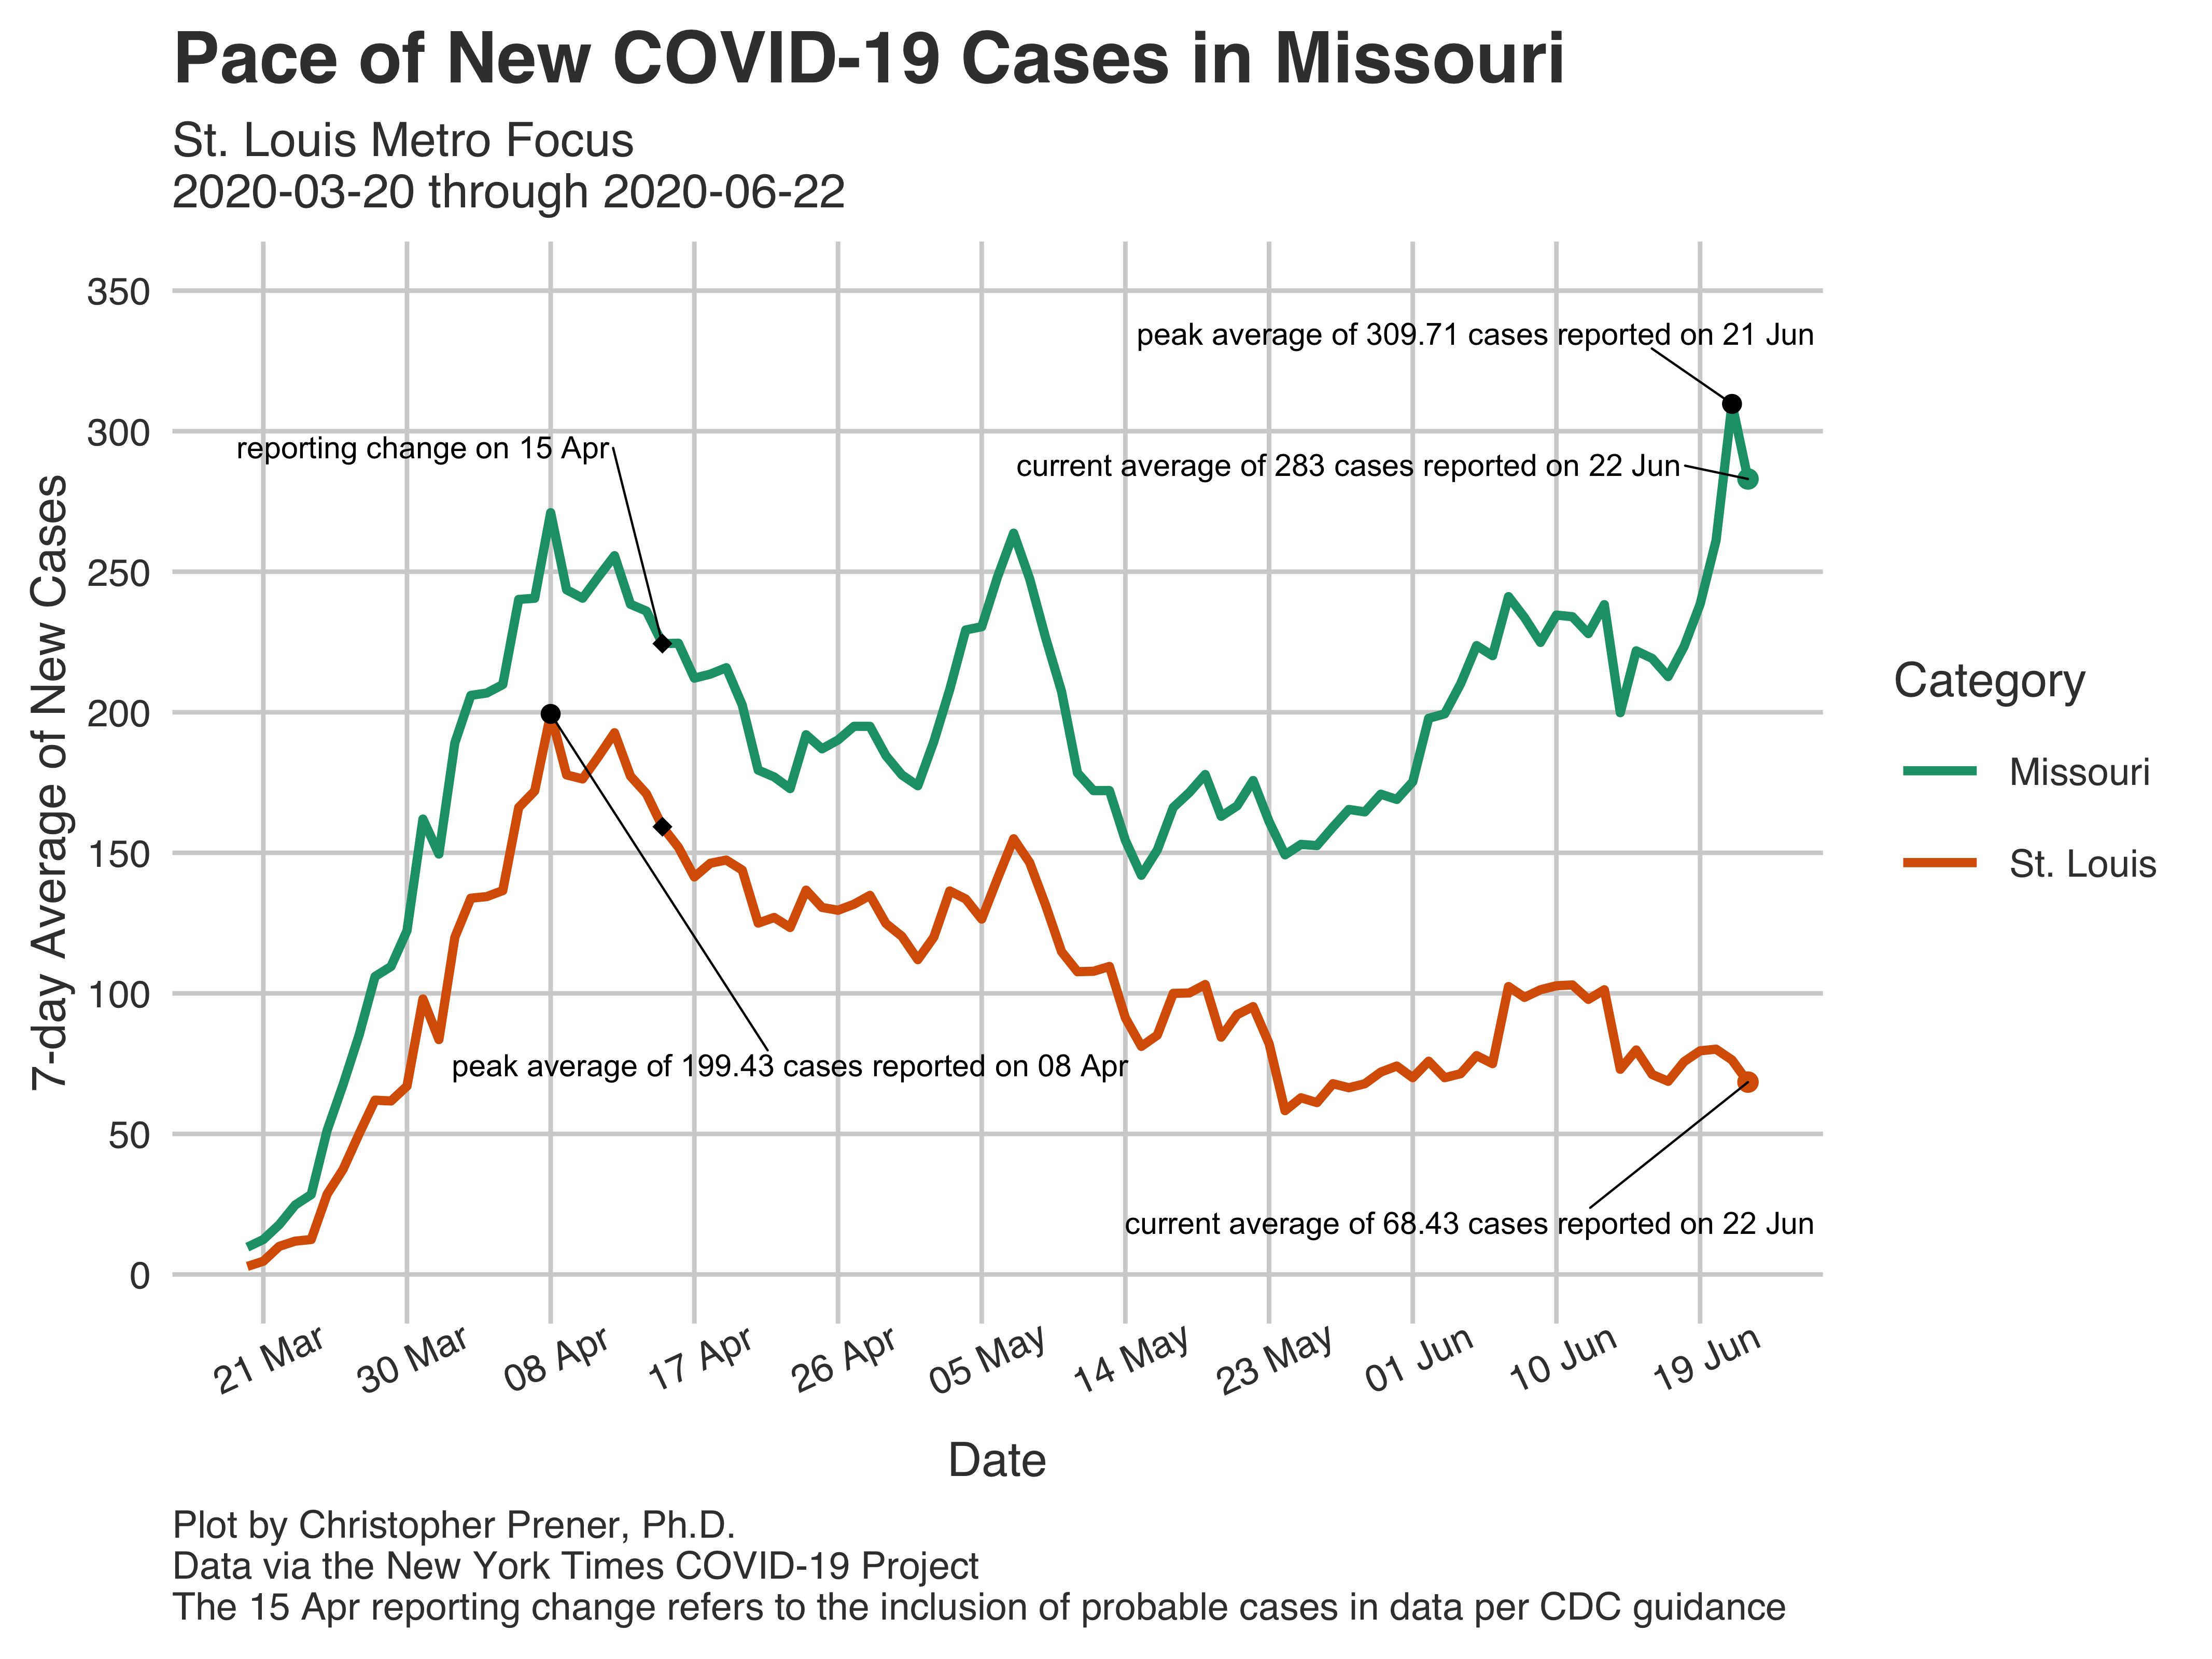 Pace of New COVID-19 Cases in Missouri
St. Louis Metro Focus
2020-03-20 through 2020-06-22
7-day Average of New Cases
350
300
250
200
150
100
50
0
peak average of 309.71 cases reported on 21 Jun
reporting change on 15 Apr
current average of 283 cases reported on 22 Jun
peak average of 199.43 cases reported on 08 Apr
current average of 68.43 cases reported on 22 Jun
Category
Missouri
St. Louis
21 Mar
30 Mar
08 Apr
17 Apr
26 Apr
05 May
14 May
23 May
01 Jun
10 Jun
19 Jun
Date
Plot by Christopher Prener, Ph.D.
Data via the New York Times COVID-19 Project
The 15 Apr reporting change refers to the inclusion of probable cases in data per CDC guidance